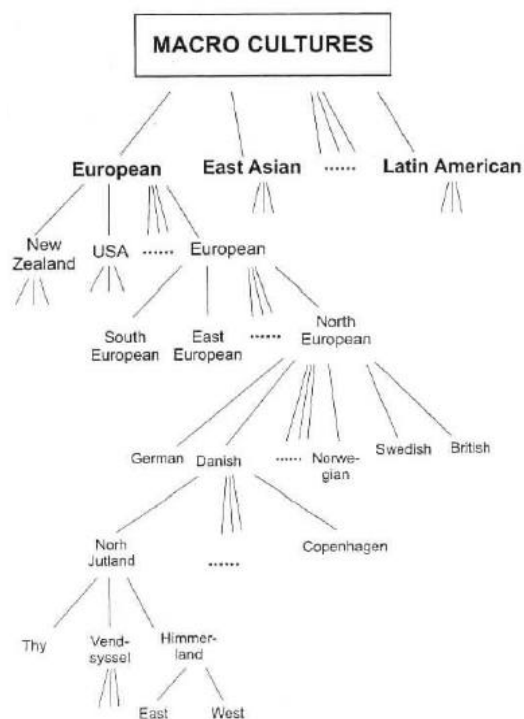 MACRO CULTURES
European East Asian ...... Latin American
New
Zealand
USA ...... European
South
European
East
European
......
North
European
German Danish ..... Norwe-
gian
Swedish British
Norh
Jutland
......
Copenhagen
Thy
Vend-
syssel
Himmer-
land
East West